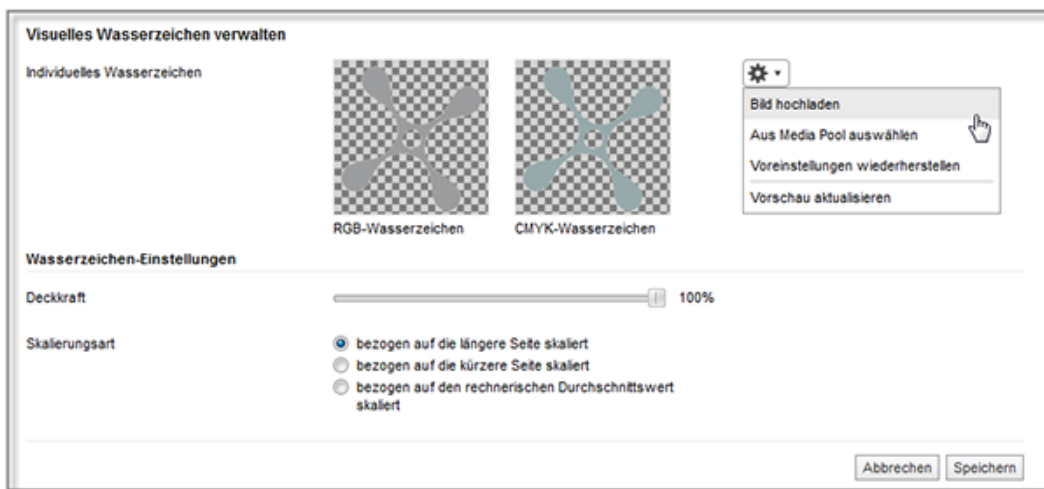 Visuelles Wasserzeichen verwalten
Individuelles Wasserzeichen
Bild hochladen
Aus Media Pool auswählen
Voreinstellungen wiederherstellen
Vorschau aktualisieren
RGB-Wasserzeichen
CMYK-Wasserzeichen
Wasserzeichen-Einstellungen
Deckkraft
100%
Skalierungsart
bezogen auf die längere Seite skaliert
bezogen auf die kürzere Seite skaliert
bezogen auf den rechnerischen Durchschnittswert
skaliert
Abbrechen
Speichern